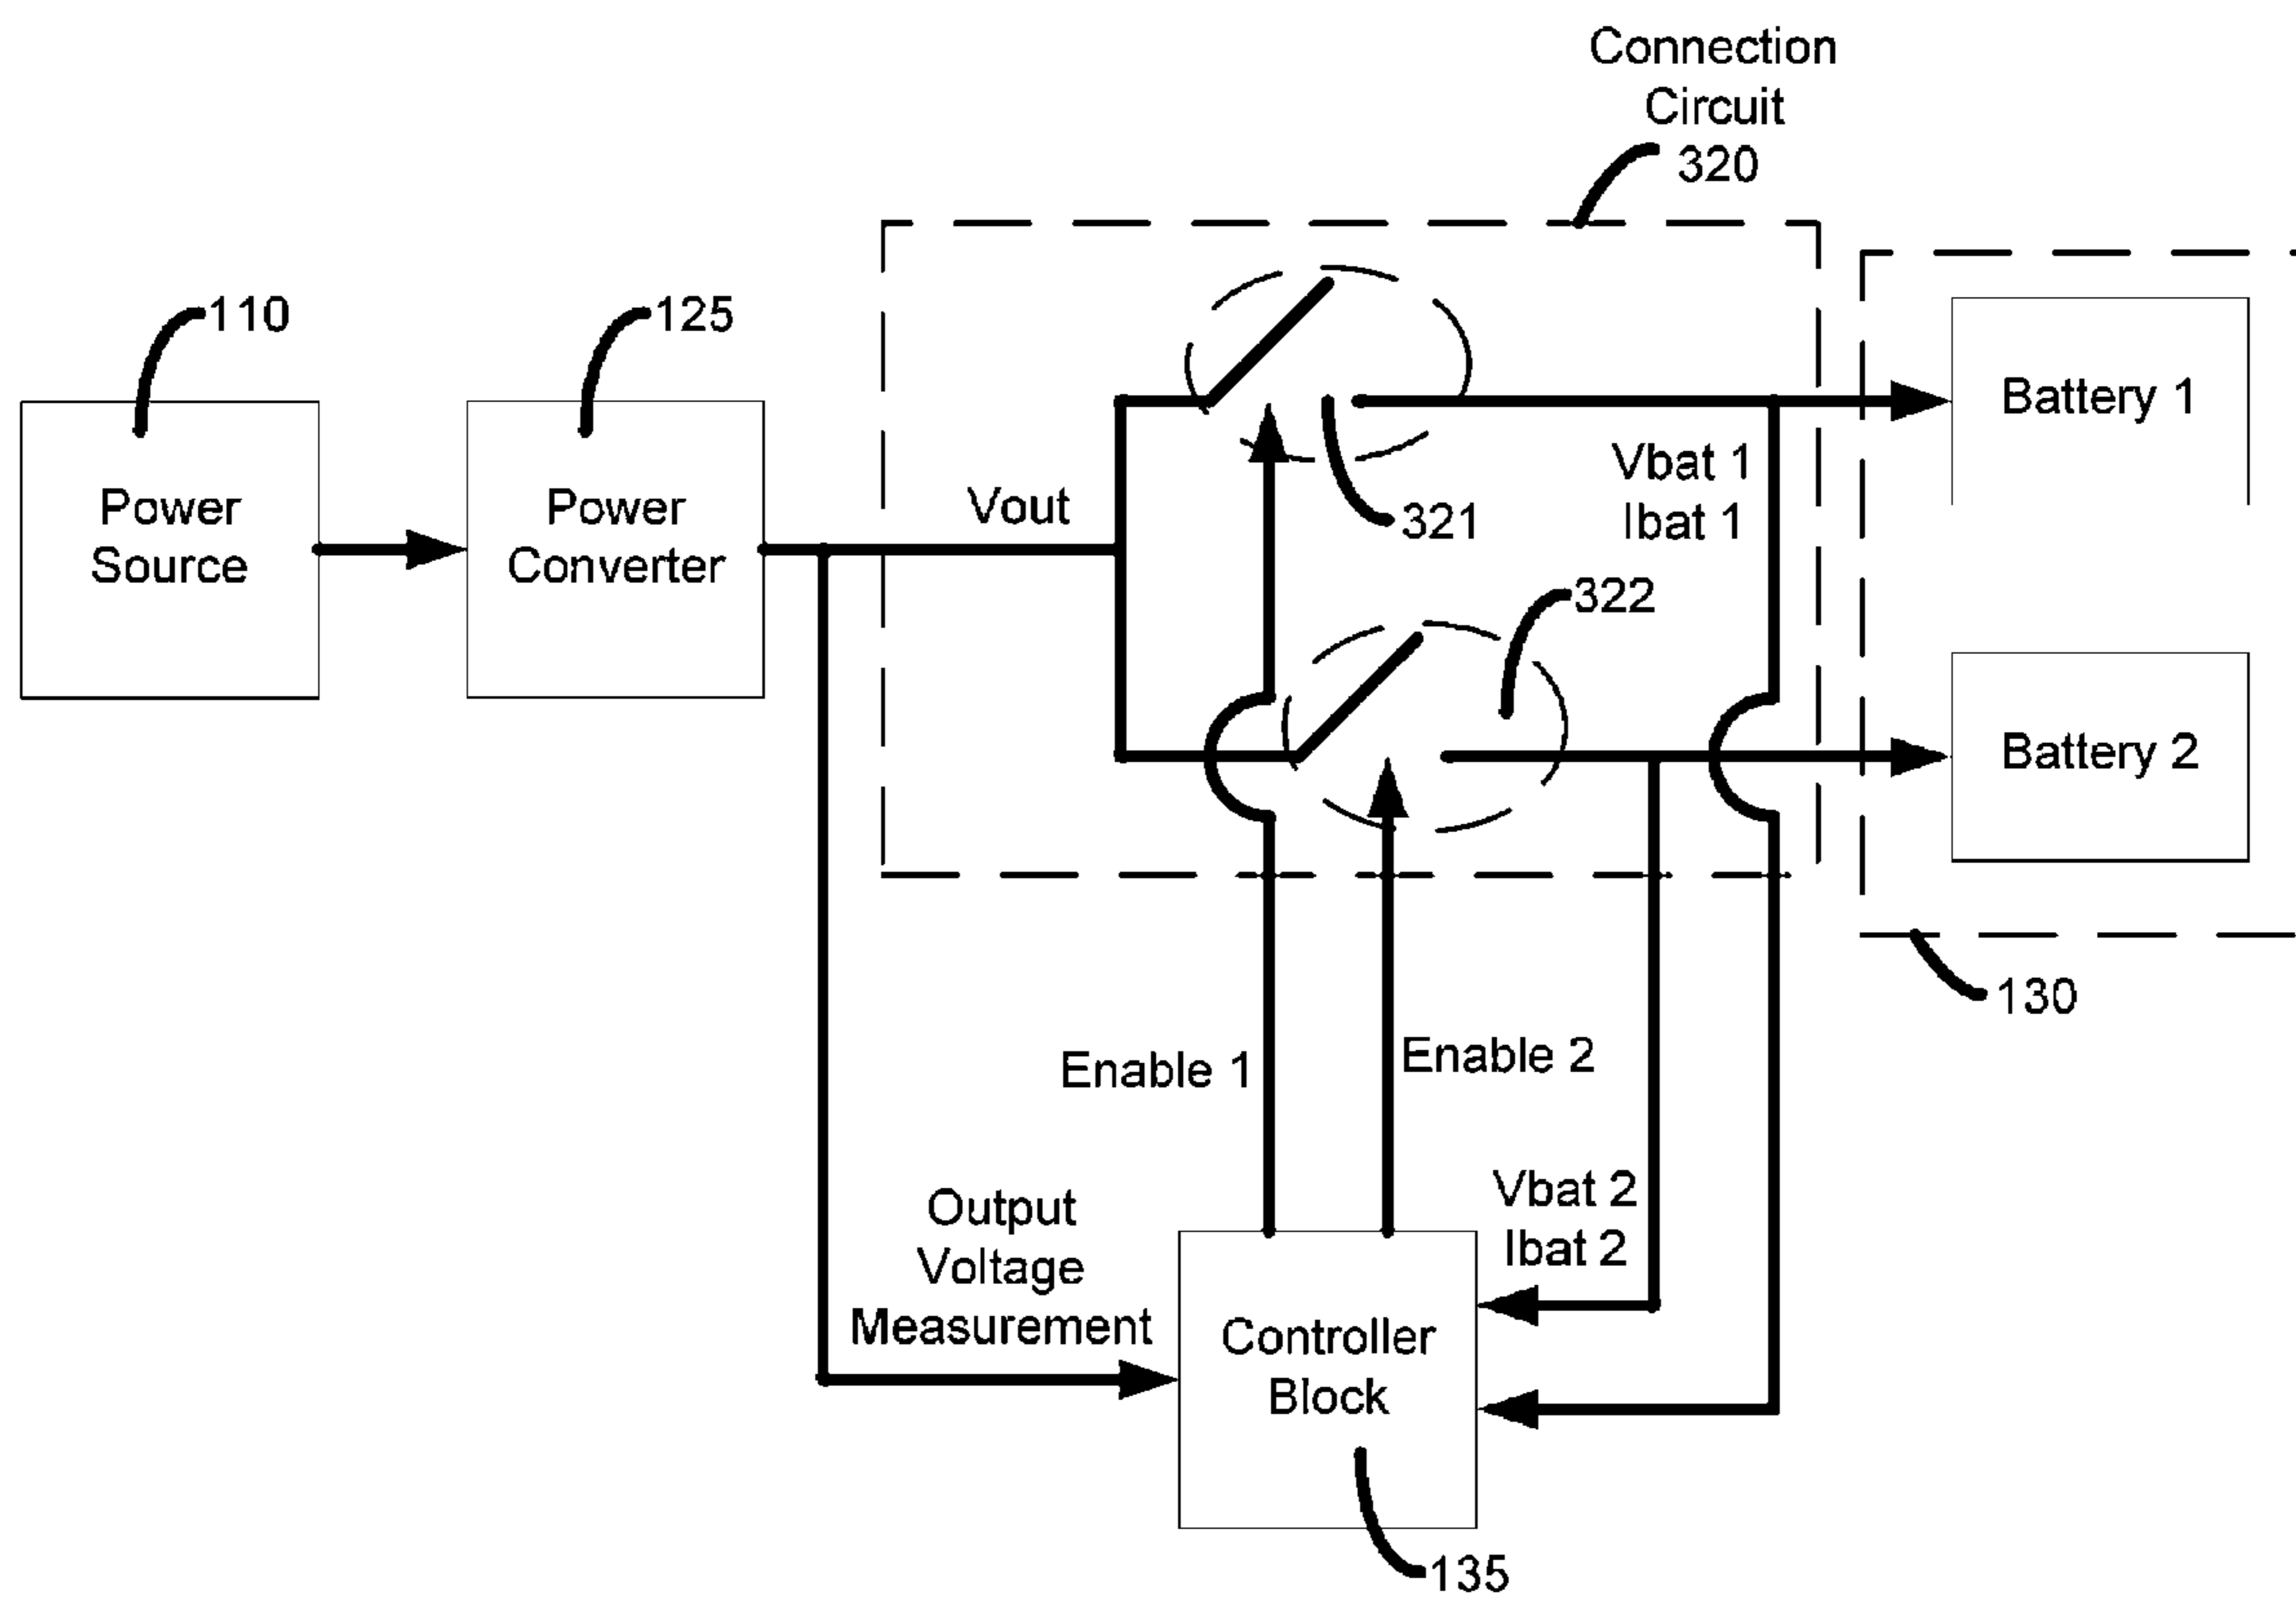 Connection
Circuit
320
110
125
Power
Source
Power
Converter
Vout
321
Vbat 1
Ibat 1
Battery 1
322
Battery 2
130
Enable 1
Enable 2
Output
Voltage
Measurement
Vbat 2
Ibat 2
Controller
Block
135